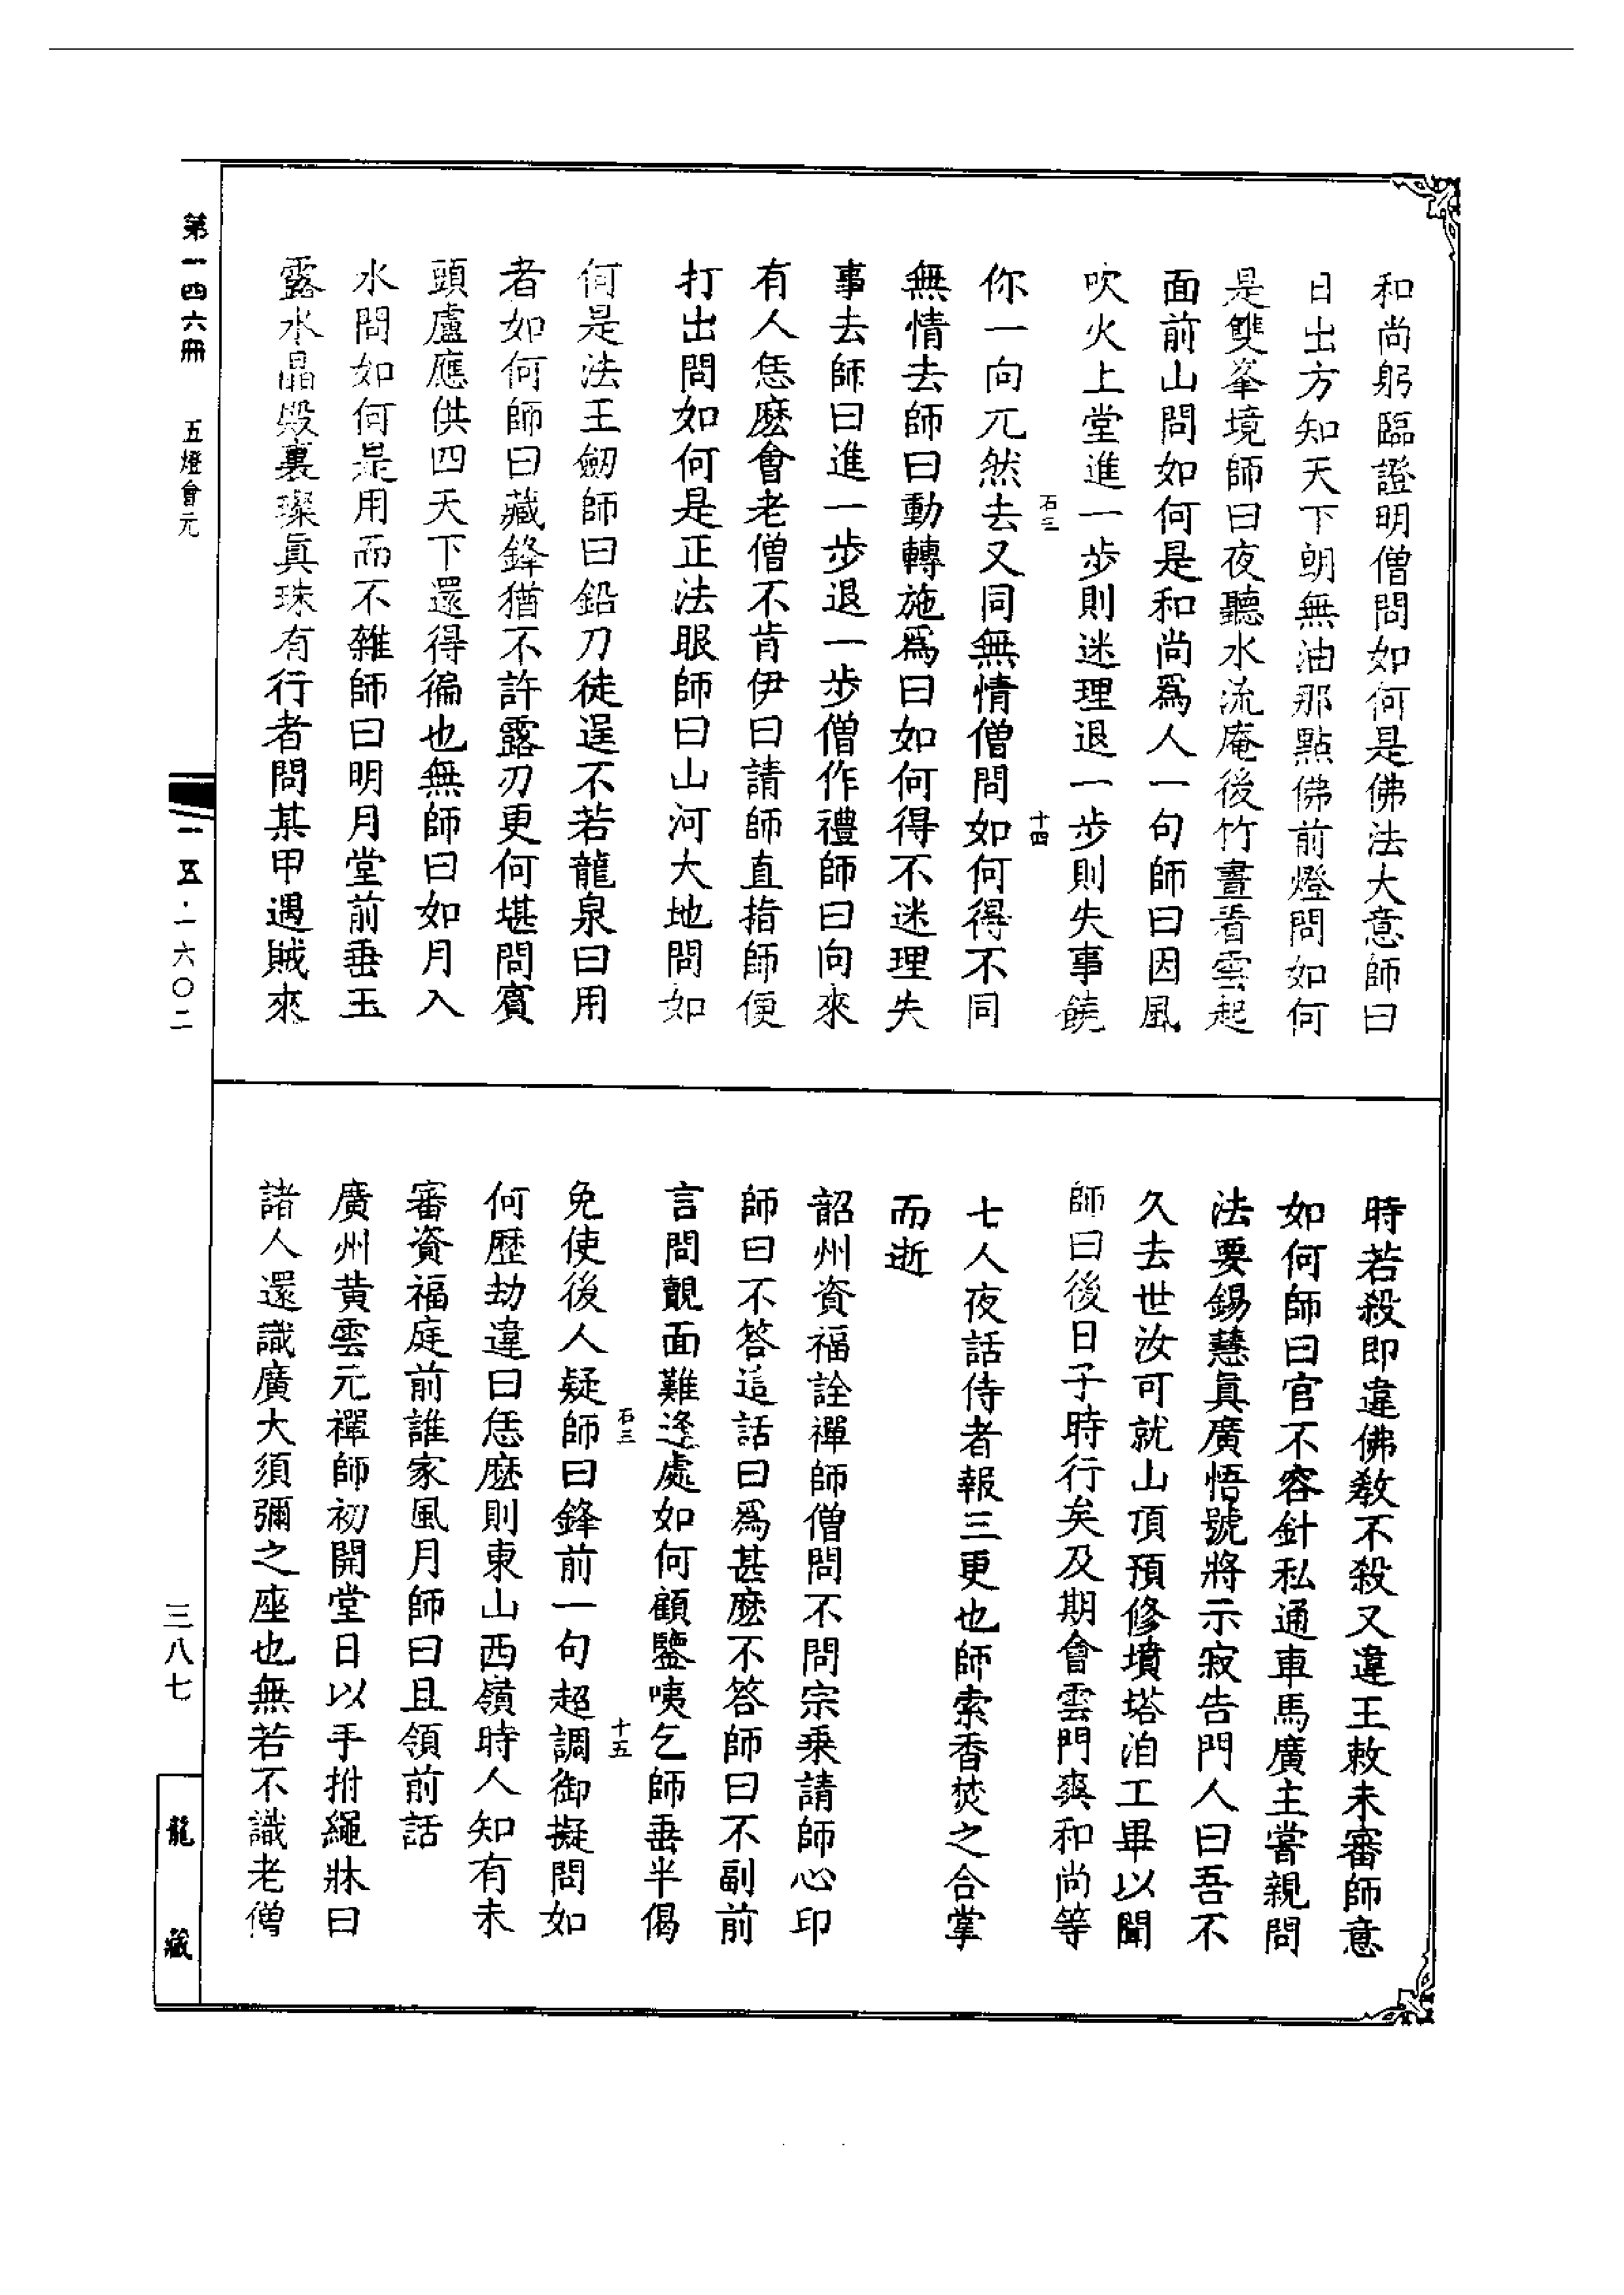 和尚躬臨證明僧問如何是佛法大意師曰
日出方知天下朗無油那點佛前燈問如何
是雙峯境師曰夜聽水流庵後竹晝看雲起
面前山問如何是和尚爲人一句師曰因風
吹火上堂進一步則迷理退一步則失事饒
石三
十四
你一向兀然去又同無情僧問如何得不同
無情去師曰動轉施爲曰如何得不迷理失
事去師曰進一步退一步僧作禮師曰向來
有人恁麽會老僧不肯伊曰請師直指師便
打出問如何是正法眼師曰山河大地問如
何是法王劒師曰鉛刀徒逞不若龍泉曰用
者如何師曰藏鋒猶不許露刃更何堪問賓
頭盧應供四天下還得徧也無師曰如月入
水問如何是用而不雜師曰明月堂前垂玉
露水晶殿裏璨眞珠有行者問某甲遇賊來
時若殺即違佛敎不殺又違王敕未審師意
如何師曰官不容針私通車馬廣主嘗親問
法要錫慧眞廣悟號將示寂告門人曰吾不
久去世汝可就山頂預修墳塔洎工畢以聞
師曰後日子時行矣及期會雲門爽和尚等
七人夜話侍者報三更也師索香焚之合掌
而逝
韶州資福詮禪師僧問不問宗乘請師心印
師曰不答這話曰爲甚麽不答師曰不副前
言問覿面難逢處如何顧鑒咦乞師垂半偈
石三
十五
免使後人疑師曰鋒前一句超調御擬問如
何歷劫違曰恁麽則東山西嶺時人知有未
審資福庭前誰家風月師曰且領前話
廣州黄雲元禪師初開堂日以手拊繩牀曰
諸人還識廣大須彌之座也無若不識老僧
第一四六冊　五燈會元
一五·一六〇二
三八七
龍藏